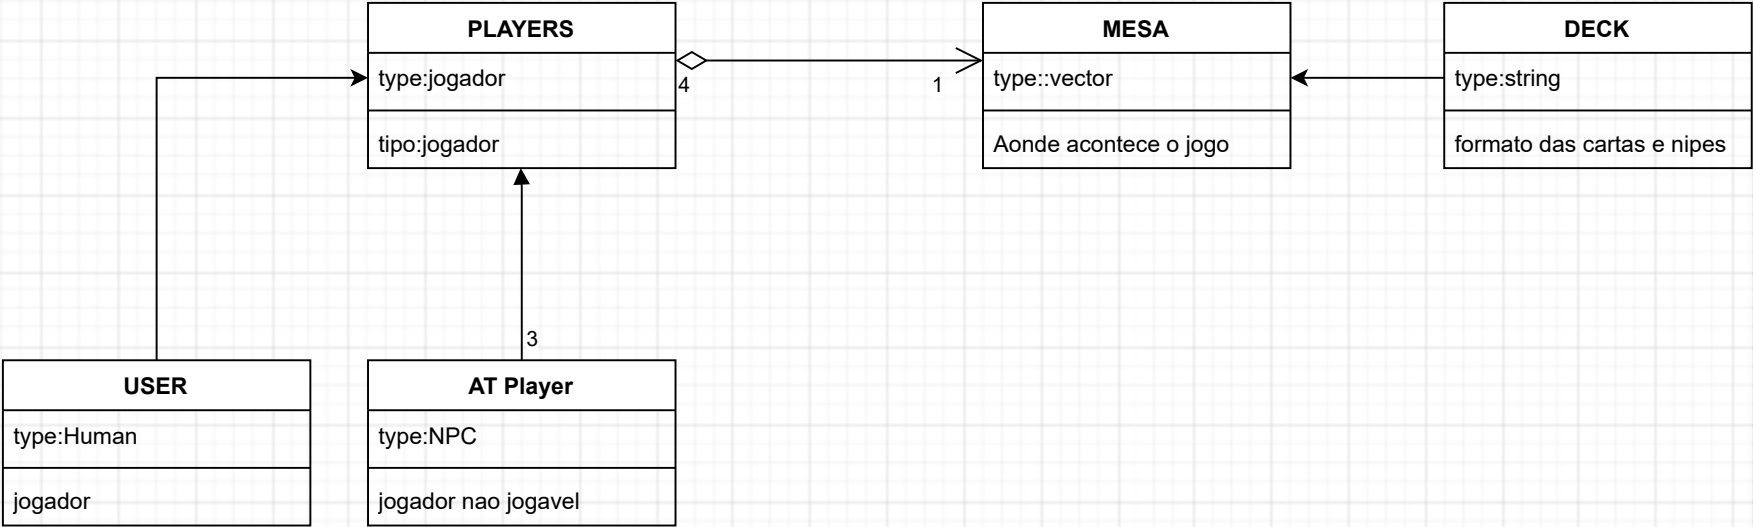 PLAYERS
type:jogador
tipo:jogador
4
1
MESA
type::vector
Aonde acontece o jogo
DECK
type:string
formato das cartas e nipes
3
USER
type:Human
jogador
AT Player
type:NPC
jogador nao jogavel